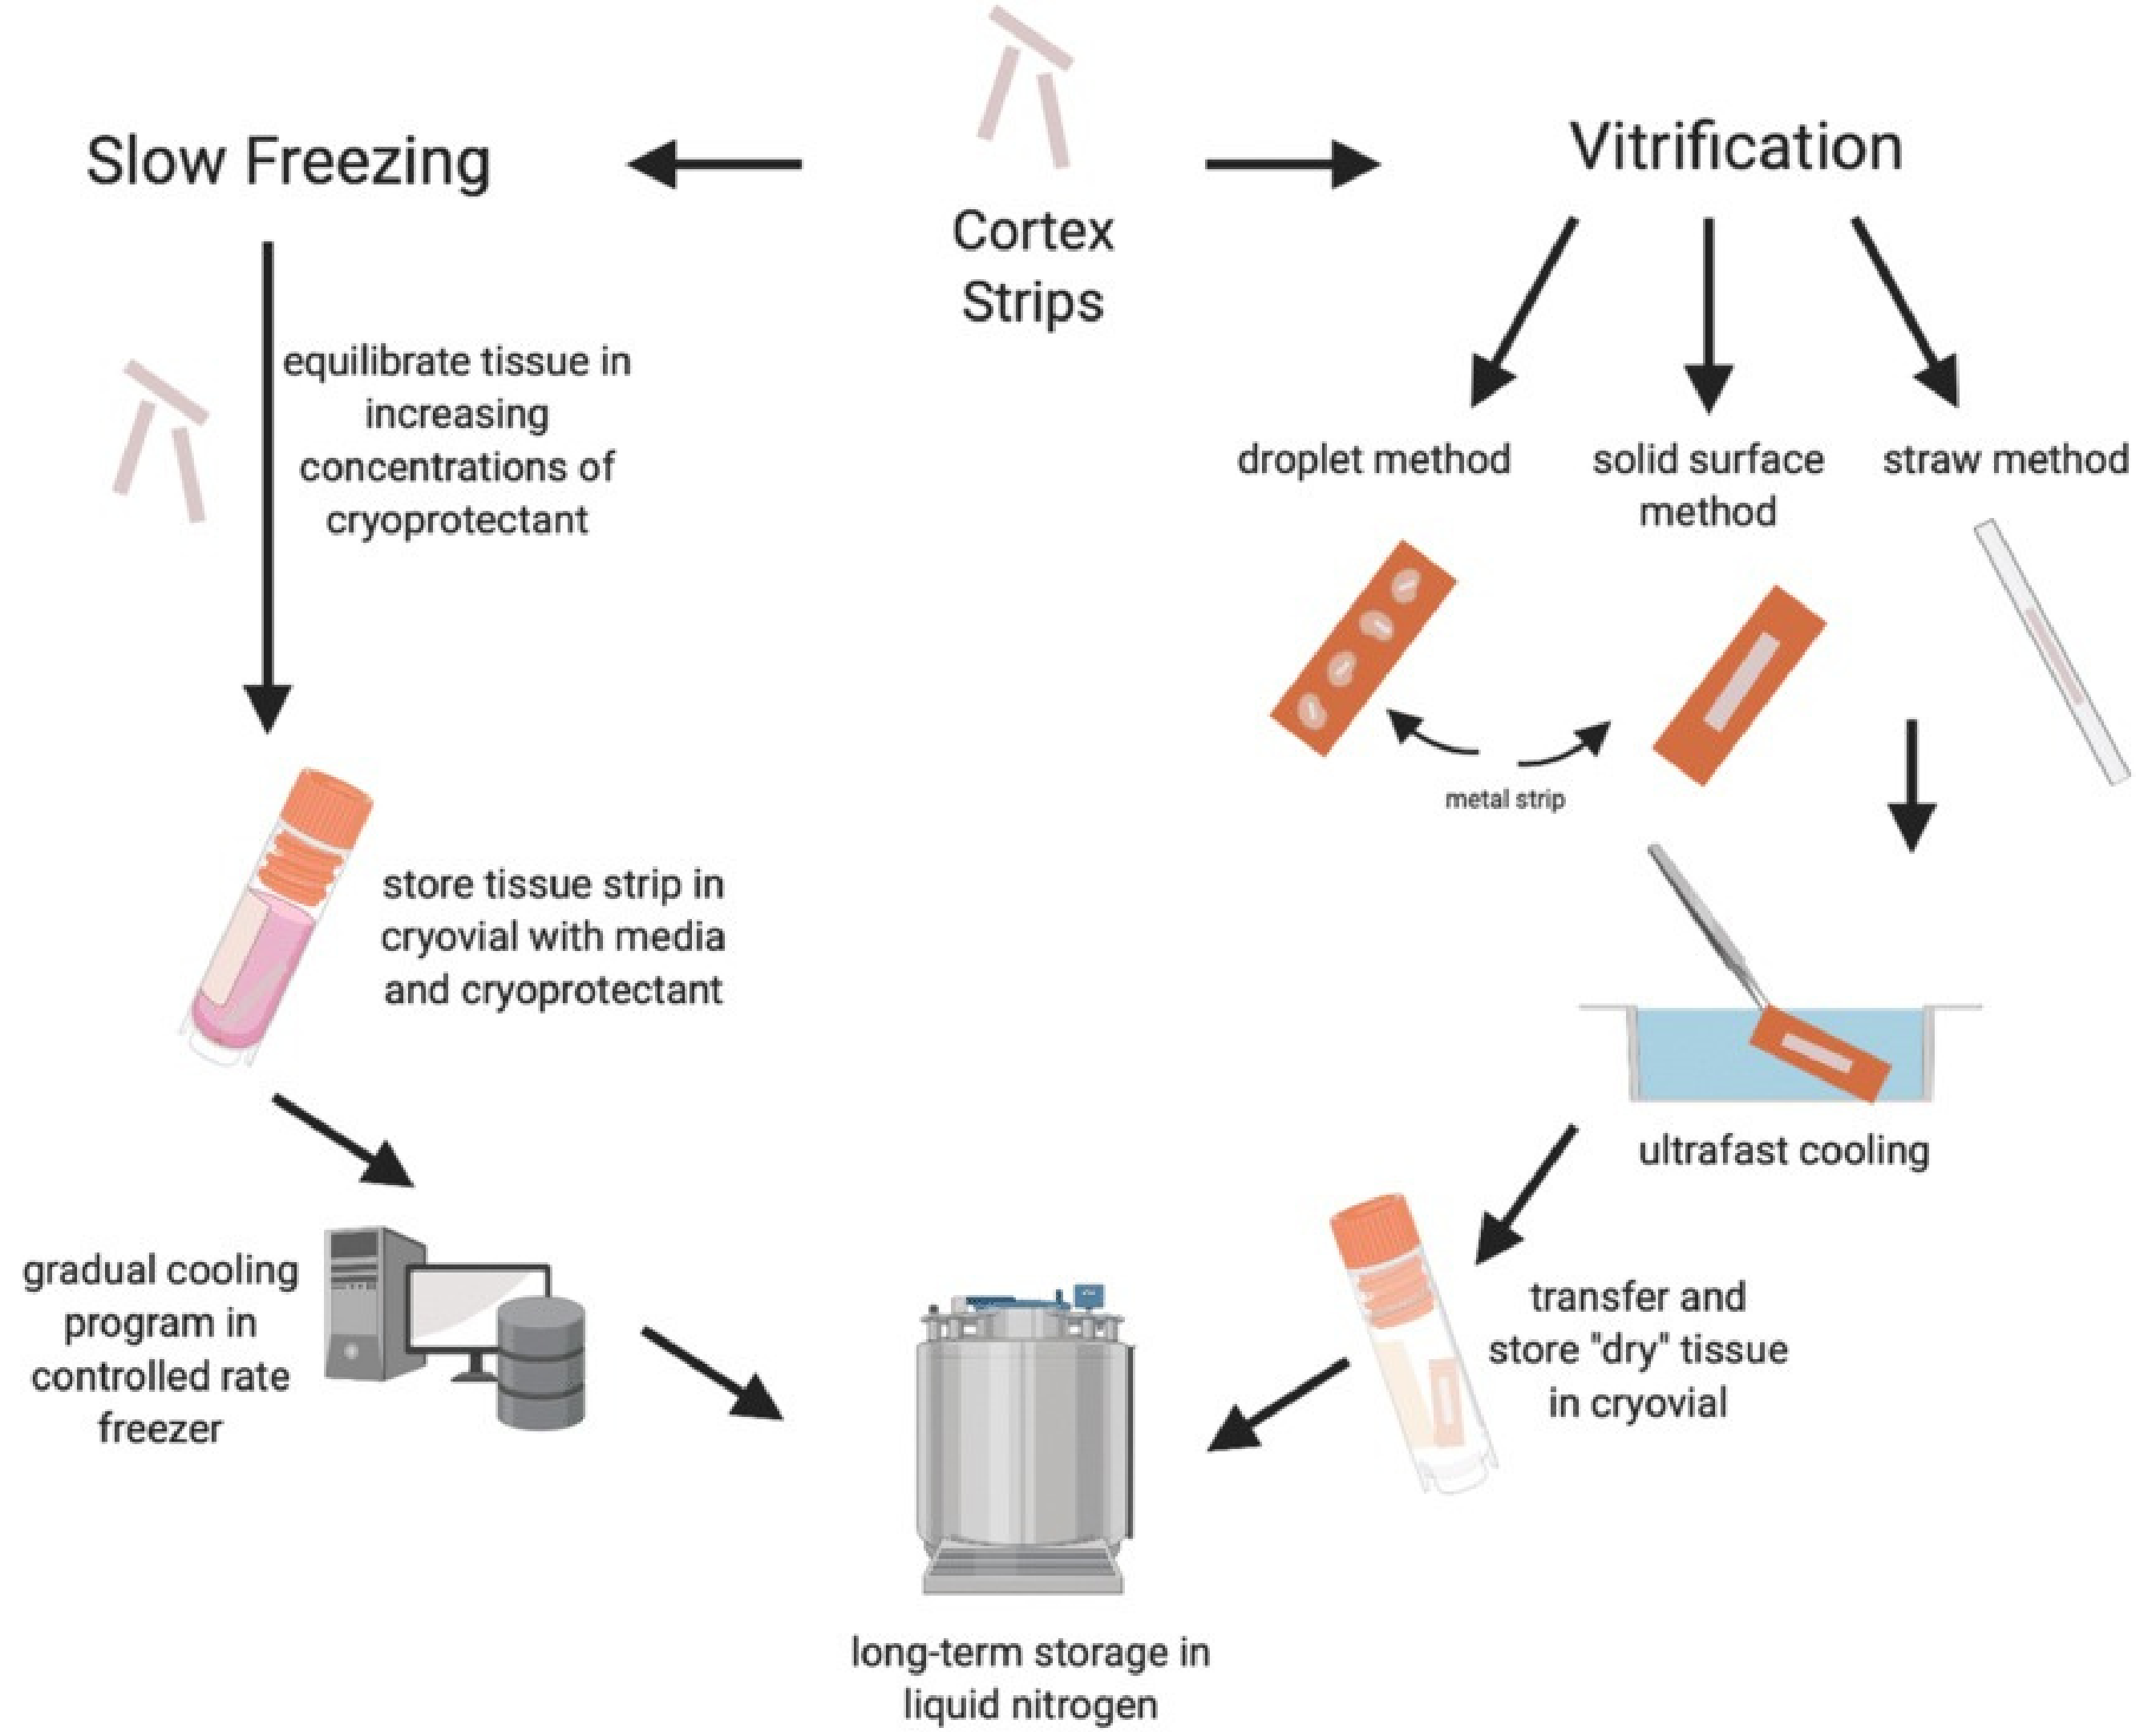 Slow Freezing
Cortex
Strips
Vitrification
equilibrate tissue in
increasing
concentrations of
cryoprotectant
droplet method
solid surface
method
straw method
metal strip
store tissue strip in
cryovial with media
and cryoprotectant
ultrafast cooling
gradual cooling
program in
controlled rate
freezer
transfer and
store "dry" tissue
in cryovial
long-term storage in
liquid nitrogen